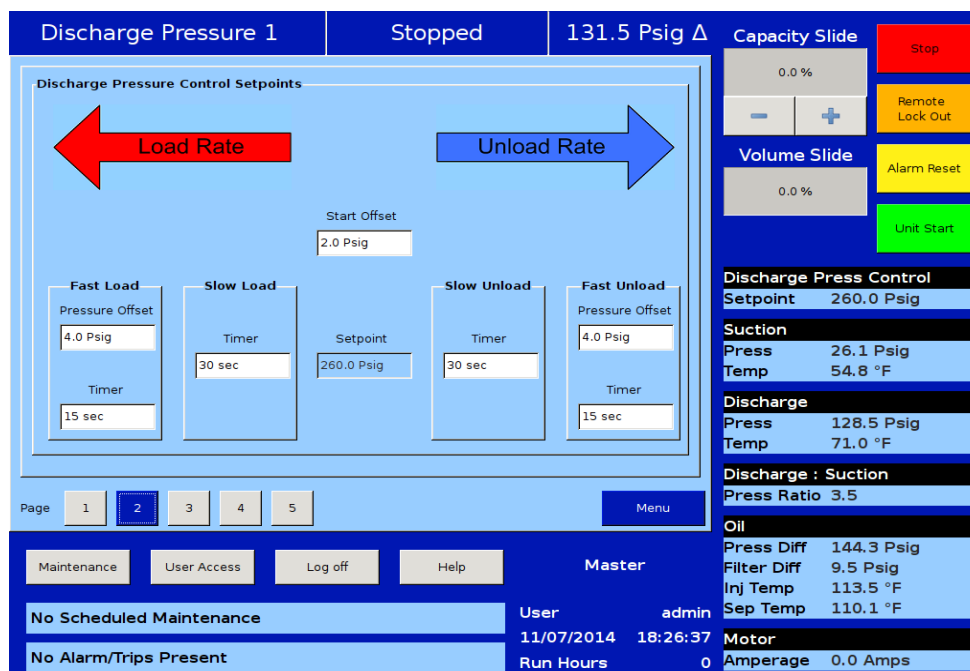 Discharge Pressure 1
Stopped
131.5 Psig Δ
Discharge Pressure Control Setpoints
Load Rate
Unload Rate
Start Offset
2.0 Psig
Fast Load
Pressure Offset
4.0 Psig
Timer
15 sec
Slow Load
Timer
30 sec
Setpoint
260.0 Psig
Slow Unload
Timer
30 sec
Fast Unload
Pressure Offset
4.0 Psig
Timer
15 sec
Page 1 2 3 4 5
Menu
Maintenance
User Access
Log off
Help
Master
No Scheduled Maintenance
No Alarm/Trips Present
User admin
11/07/2014 18:26:37
Run Hours 0
Capacity Slide
0.0 %
− +
Volume Slide
0.0 %
Stop
Remote
Lock Out
Alarm Reset
Unit Start
Discharge Press Control
Setpoint 260.0 Psig
Suction
Press 26.1 Psig
Temp 54.8 °F
Discharge
Press 128.5 Psig
Temp 71.0 °F
Discharge : Suction
Press Ratio 3.5
Oil
Press Diff 144.3 Psig
Filter Diff 9.5 Psig
Inj Temp 113.5 °F
Sep Temp 110.1 °F
Motor
Amperage 0.0 Amps